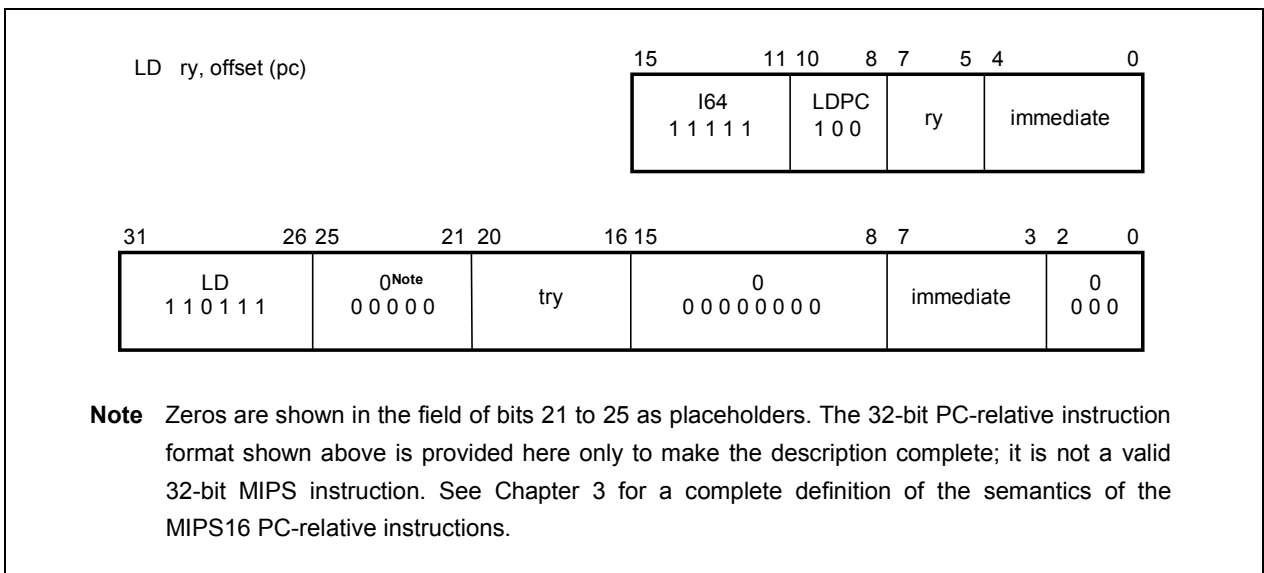 LD ry, offset (pc)
15 11 10 8 7 5 4 0
I64 LDPC ry immediate
1 1 1 1 1 1 0 0
31 26 25 21 20 16 15 8 7 3 2 0
LD 0Note try 0 immediate 0
1 1 0 1 1 1 0 0 0 0 0 0 0 0 0 0 0 0 0 0 0 0
Note Zeros are shown in the field of bits 21 to 25 as placeholders. The 32-bit PC-relative instruction
format shown above is provided here only to make the description complete; it is not a valid
32-bit MIPS instruction. See Chapter 3 for a complete definition of the semantics of the
MIPS16 PC-relative instructions.